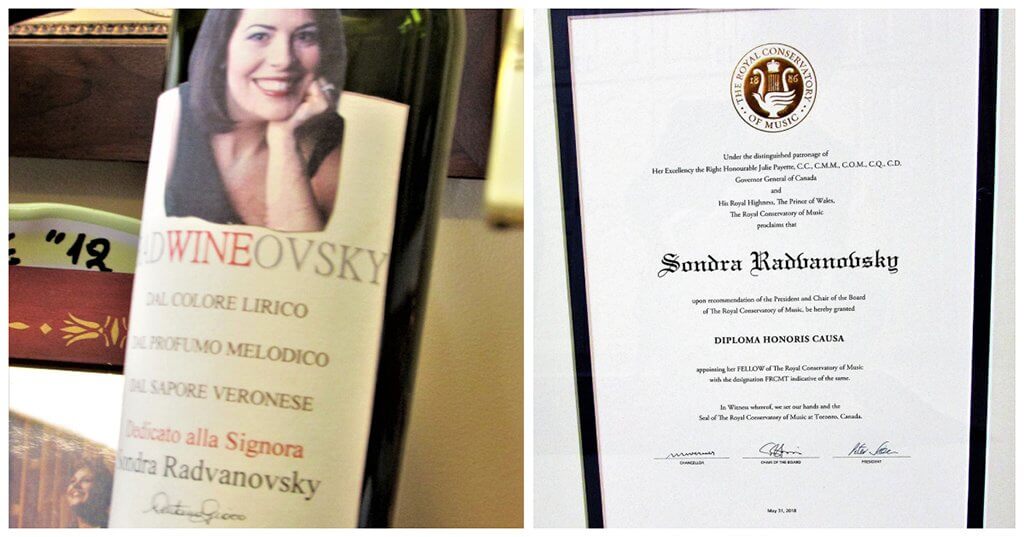 "12
ADWINEOVSKY
DAL COLORE LIRICO
DAL PROFUMO MELODICO
DAL SAPORE VERONESE
Dedicato alla Signora
Sondra Radvanovsky
THE ROYAL CONSERVATORY
1886
OF MUSIC
Under the distinguished patronage of
Her Excellency the Right Honourable Julie Payette, C.C., C.M.M., C.O.M., C.Q., C.D.
Governor General of Canada
and
His Royal Highness, The Prince of Wales,
The Royal Conservatory of Music
proclaims that
Sondra Radvanovsky
upon recommendation of the President and Chair of the Board
of The Royal Conservatory of Music, be hereby granted
DIPLOMA HONORIS CAUSA
appointing her FELLOW of The Royal Conservatory of Music
with the designation FRCMT indicative of the same.
In Witness whereof, we set our hands and the
Seal of The Royal Conservatory of Music at Toronto, Canada.
CHANCELLOR CHAIR OF THE BOARD PRESIDENT
May 31, 2018